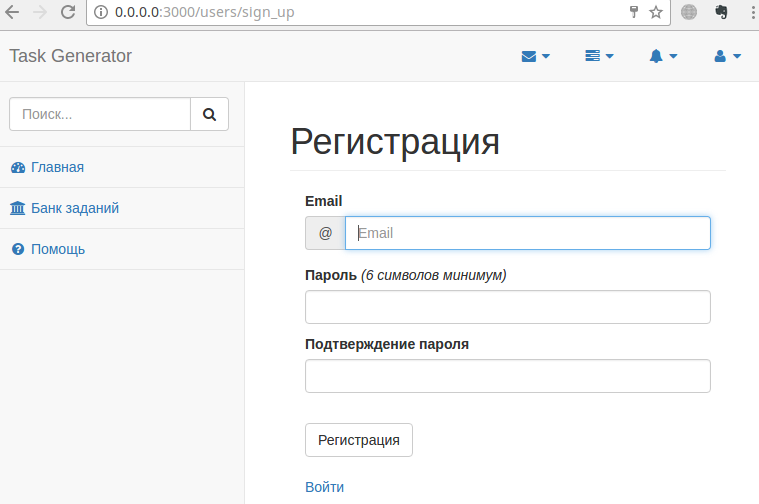 0.0.0.0:3000/users/sign_up
Task Generator
Поиск...
Главная
Банк заданий
Помощь
Регистрация
Email
@ Email
Пароль (6 символов минимум)
Подтверждение пароля
Регистрация
Войти